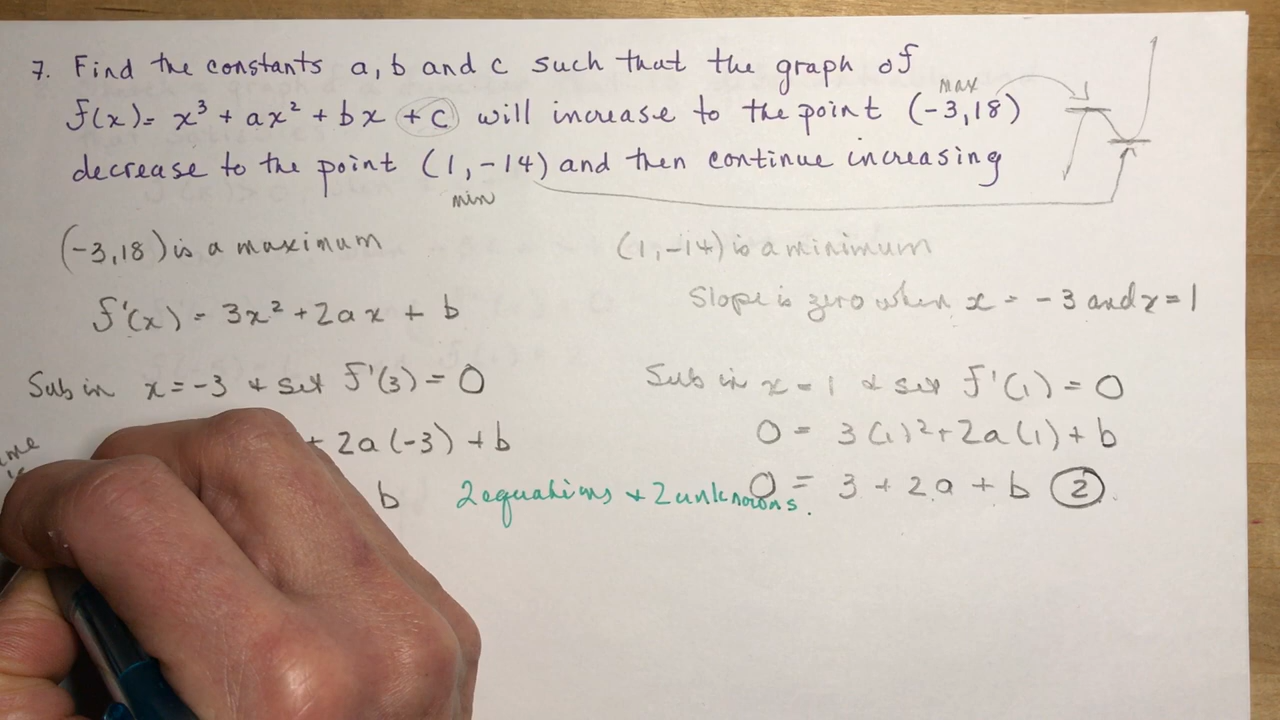 7. Find the constants a, b and c such that the graph of
f(x) = x³ + ax² + bx + c will increase to the point (-3,18)
max
decrease to the point (1, -14) and then continue increasing
min
(-3,18) is a maximum
(1,-14) is a minimum
f'(x) = 3x² + 2ax + b
Slope is zero when x = -3 and x = 1
Sub in x = -3 & set f'(3) = 0
Sub in x = 1 & set f'(1) = 0
+ 2a(-3) + b
0 = 3(1)² + 2a(1) + b
b
2 equations & 2 unknowns.
0 = 3 + 2a + b ②